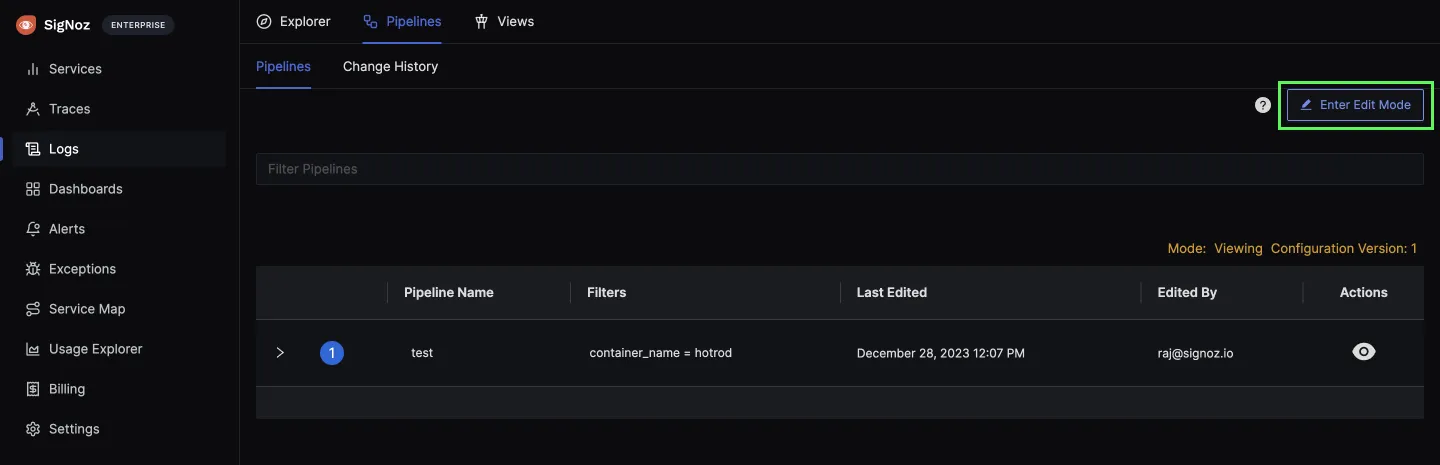 SigNoz ENTERPRISE
Services
Traces
Logs
Dashboards
Alerts
Exceptions
Service Map
Usage Explorer
Billing
Settings
Explorer Pipelines Views
Pipelines Change History
? Enter Edit Mode
Filter Pipelines
Mode: Viewing Configuration Version: 1
Pipeline Name Filters Last Edited Edited By Actions
1 test container_name = hotrod December 28, 2023 12:07 PM raj@signoz.io